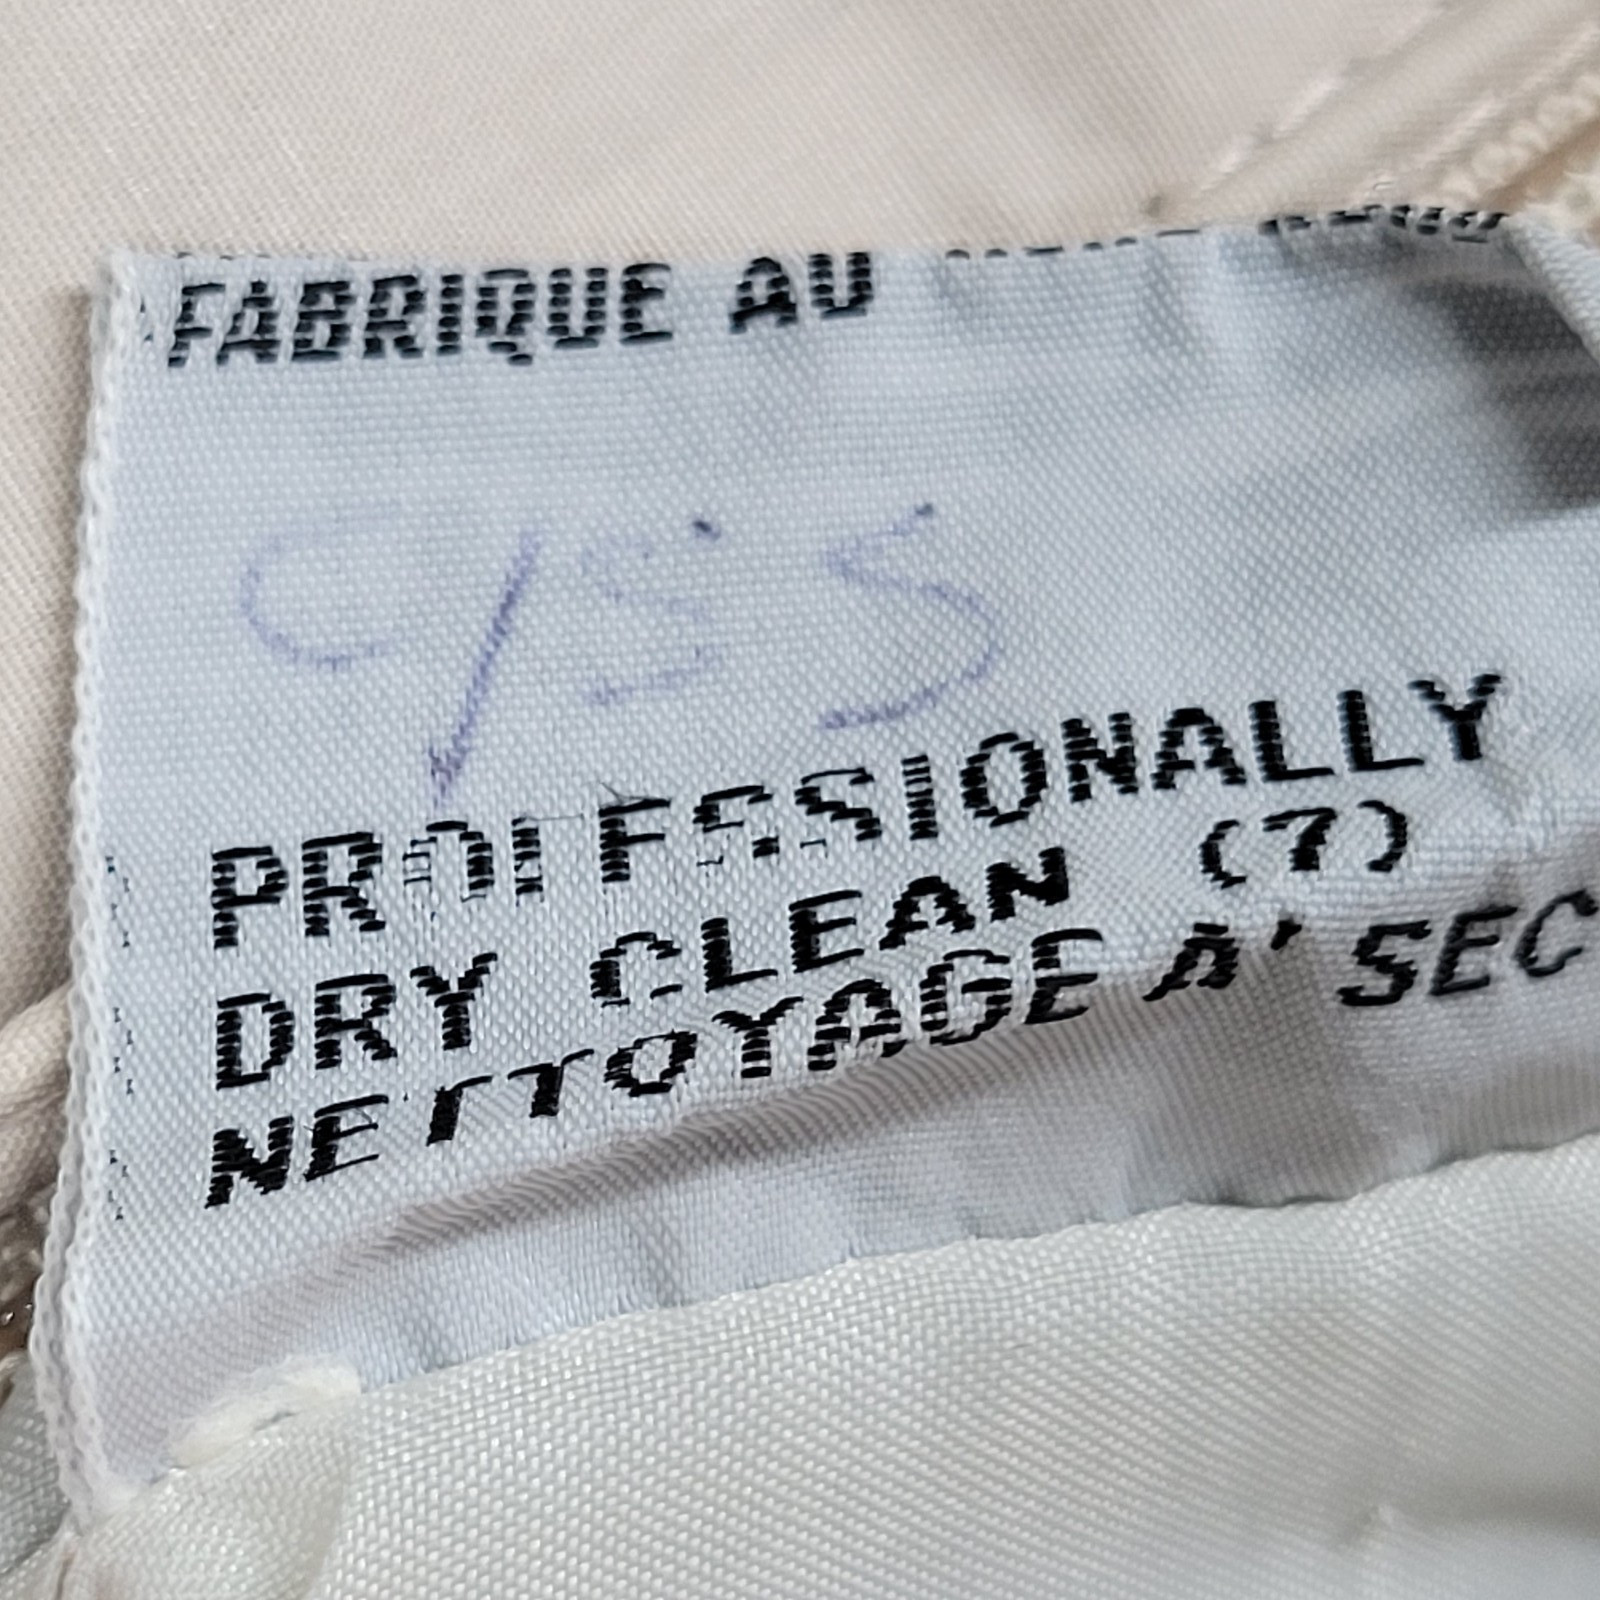 FABRIQUE AU
PROFESSIONALLY
DRY CLEAN (7)
NETTOYAGE A' SEC